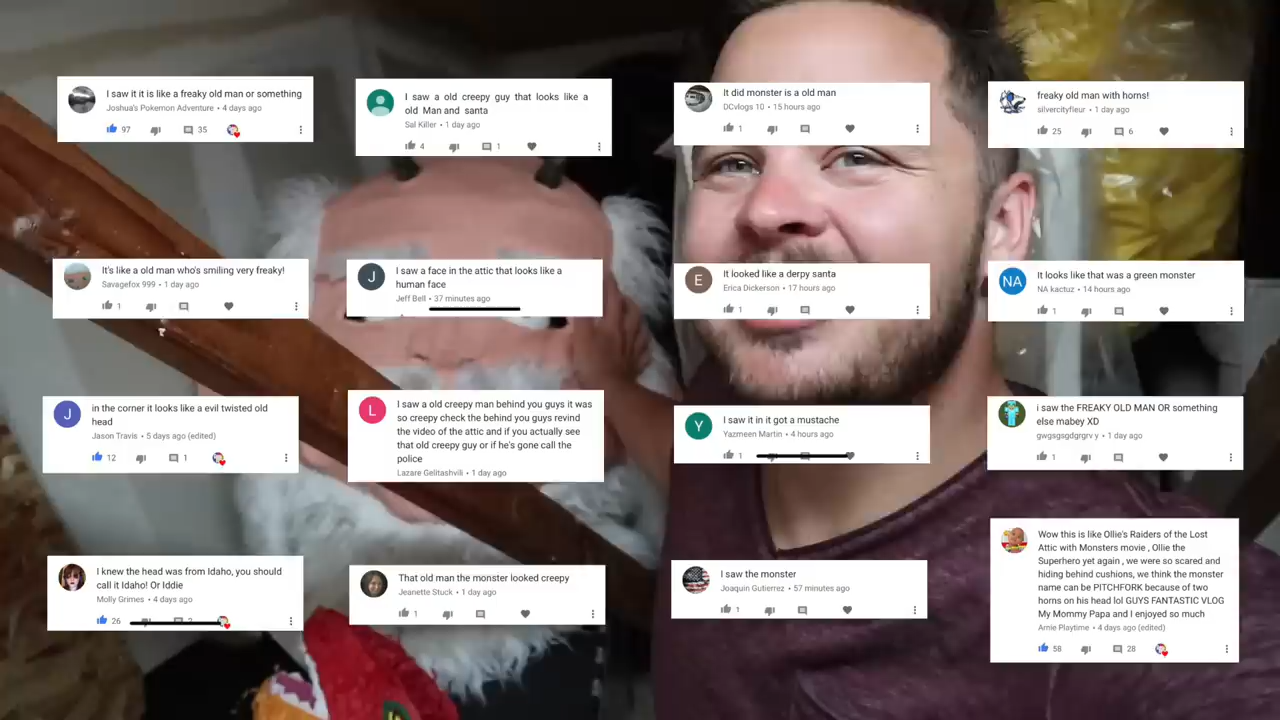 I saw it it is like a freaky old man or something
Joshua's Pokemon Adventure • 4 days ago
97 35
I saw a old creepy guy that looks like a
old Man and santa
Sal Killer • 1 day ago
4 1
It did monster is a old man
DCvlogs 10 • 15 hours ago
1
freaky old man with horns!
silvercityfleur • 1 day ago
25 6
It's like a old man who's smiling very freaky!
Savagefox 999 • 1 day ago
1
J
I saw a face in the attic that looks like a
human face
Jeff Bell • 37 minutes ago
E
It looked like a derpy santa
Erica Dickerson • 17 hours ago
1
NA
It looks like that was a green monster
NA kactuz • 14 hours ago
1
J
in the corner it looks like a evil twisted old
head
Jason Travis • 5 days ago (edited)
12 1
L
I saw a old creepy man behind you guys it was
so creepy check the behind you guys revind
the video of the attic and if you actually see
that old creepy guy or if he's gone call the
police
Lazare Gelitashvili • 1 day ago
Y
I saw it in it got a mustache
Yazmeen Martin • 4 hours ago
1
i saw the FREAKY OLD MAN OR something
else mabey XD
gwgsgsgdgrgrv y • 1 day ago
1
I knew the head was from Idaho, you should
call it Idaho! Or Iddie
Molly Grimes • 4 days ago
26 2
That old man the monster looked creepy
Jeanette Stuck • 1 day ago
1
I saw the monster
Joaquin Gutierrez • 57 minutes ago
1
Wow this is like Ollie's Raiders of the Lost
Attic with Monsters movie , Ollie the
Superhero yet again , we were so scared and
hiding behind cushions, we think the monster
name can be PITCHFORK because of two
horns on his head lol GUYS FANTASTIC VLOG
My Mommy Papa and I enjoyed so much
Arnie Playtime • 4 days ago (edited)
58 28